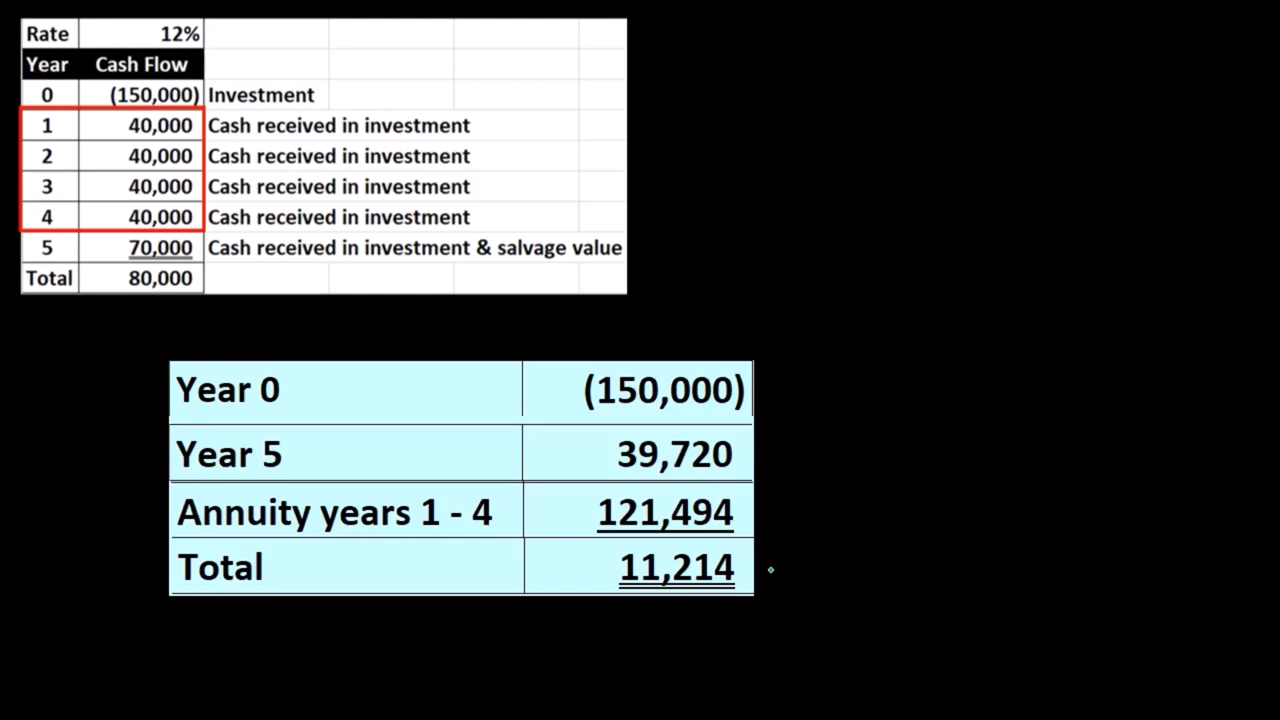 Rate 12%
Year Cash Flow
0 (150,000) Investment
1 40,000 Cash received in investment
2 40,000 Cash received in investment
3 40,000 Cash received in investment
4 40,000 Cash received in investment
5 70,000 Cash received in investment & salvage value
Total 80,000
Year 0 (150,000)
Year 5 39,720
Annuity years 1 - 4 121,494
Total 11,214